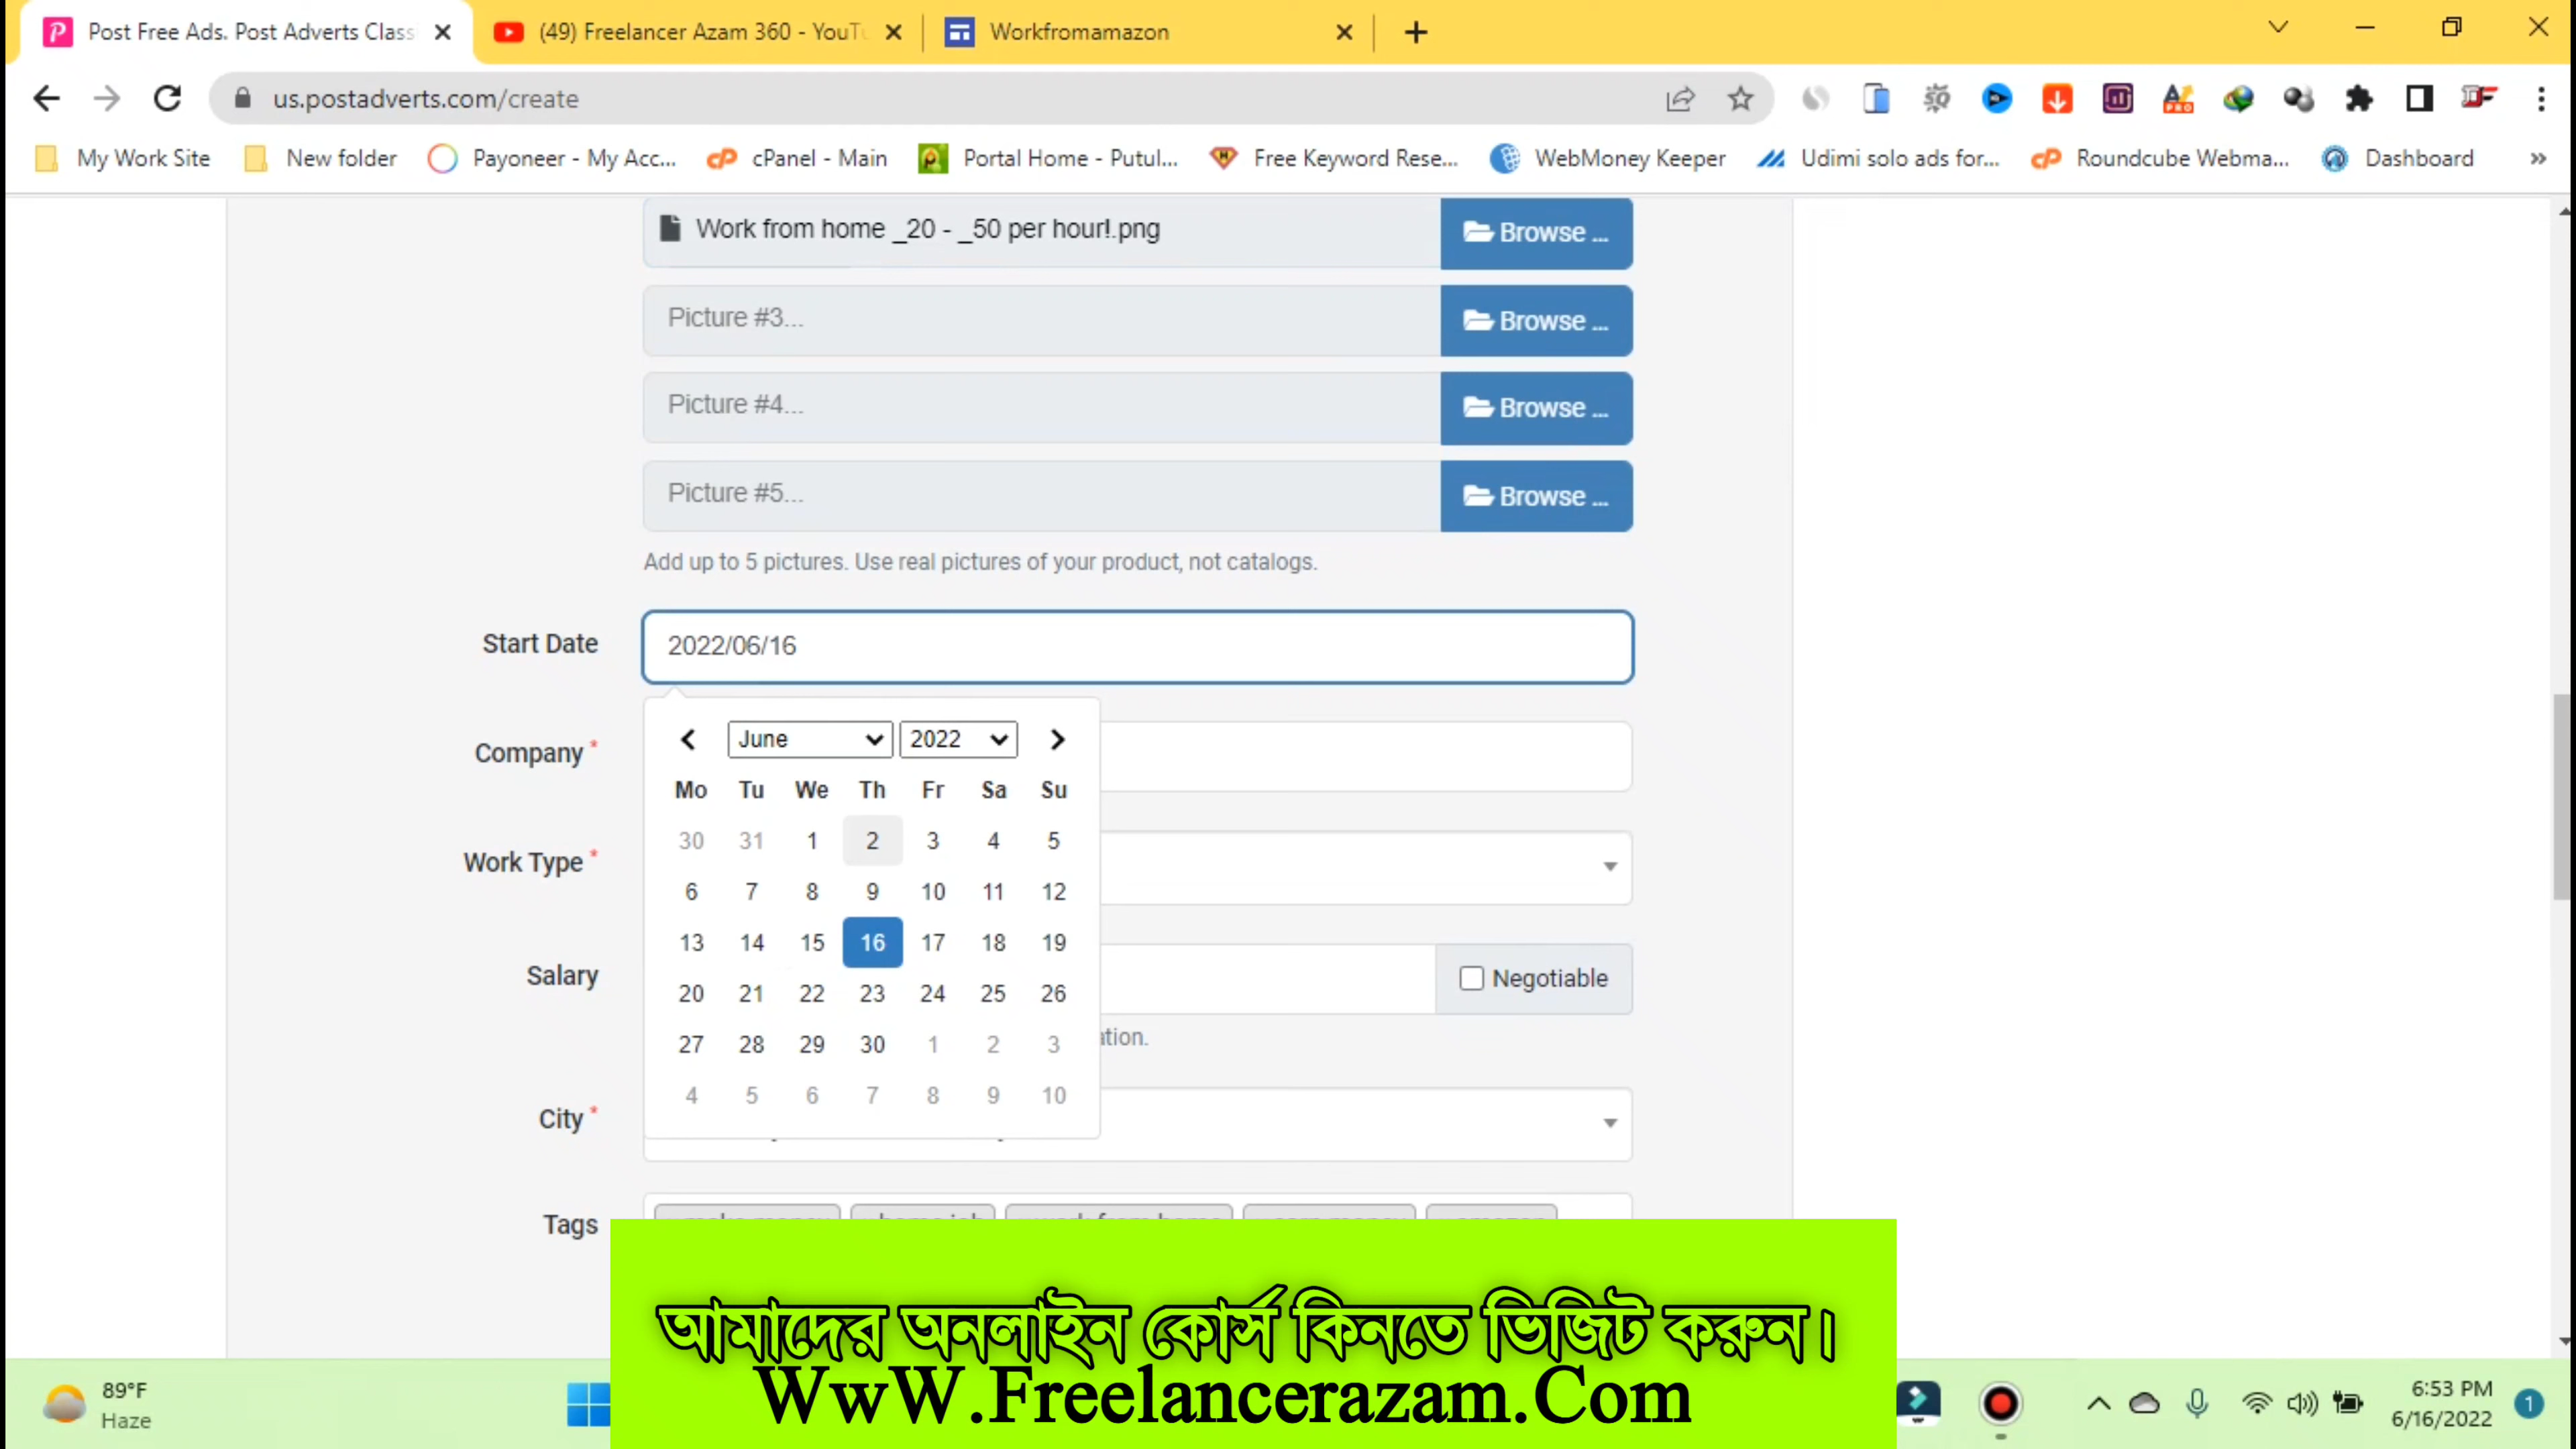 Post Free Ads. Post Adverts Class
(49) Freelancer Azam 360 - YouTu
Workfromamazon
us.postadverts.com/create
My Work Site
New folder
Payoneer - My Acc...
cPanel - Main
Portal Home - Putul...
Free Keyword Rese...
WebMoney Keeper
Udimi solo ads for...
Roundcube Webma...
Dashboard
Work from home _20 - _50 per hour!.png
Browse ...
Picture #3...
Browse ...
Picture #4...
Browse ...
Picture #5...
Browse ...
Add up to 5 pictures. Use real pictures of your product, not catalogs.
Start Date
2022/06/16
June 2022
Company *
Mo Tu We Th Fr Sa Su
30 31 1 2 3 4 5
Work Type *
6 7 8 9 10 11 12
13 14 15 16 17 18 19
Salary
Negotiable
20 21 22 23 24 25 26
27 28 29 30 1 2 3
ation.
4 5 6 7 8 9 10
City *
Tags
আমাদের অনলাইন কোর্স কিনতে ভিজিট করুন।
WwW.Freelancerazam.Com
89°F
Haze
6:53 PM
6/16/2022
1